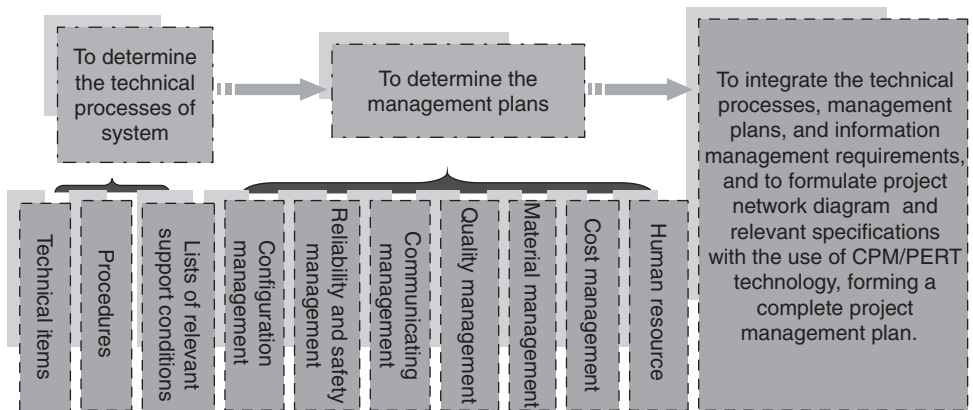 To determine
the technical
processes of
system
To determine the
management plans
To integrate the technical
processes, management
plans, and information
management requirements,
and to formulate project
network diagram and
relevant specifications
with the use of CPM/PERT
technology, forming a
complete project
management plan.
Technical items
Procedures
Lists of relevant
support conditions
Configuration
management
Reliability and safety
management
Communicating
management
Quality management
Material management
Cost management
Human resource